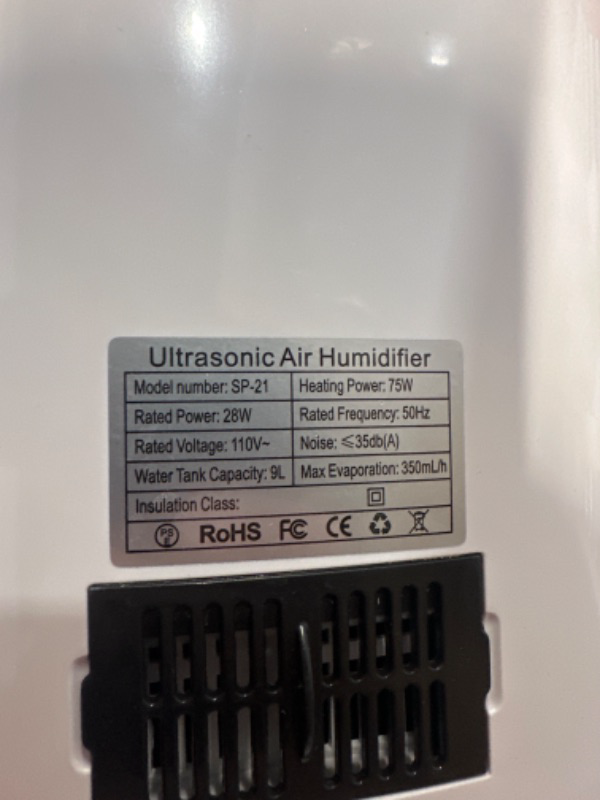 Ultrasonic Air Humidifier
Model number: SP-21 Heating Power: 75W
Rated Power: 28W Rated Frequency: 50Hz
Rated Voltage: 110V~ Noise: ≤35db(A)
Water Tank Capacity: 9L Max Evaporation: 350mL/h
Insulation Class:
PS E RoHS FC CE